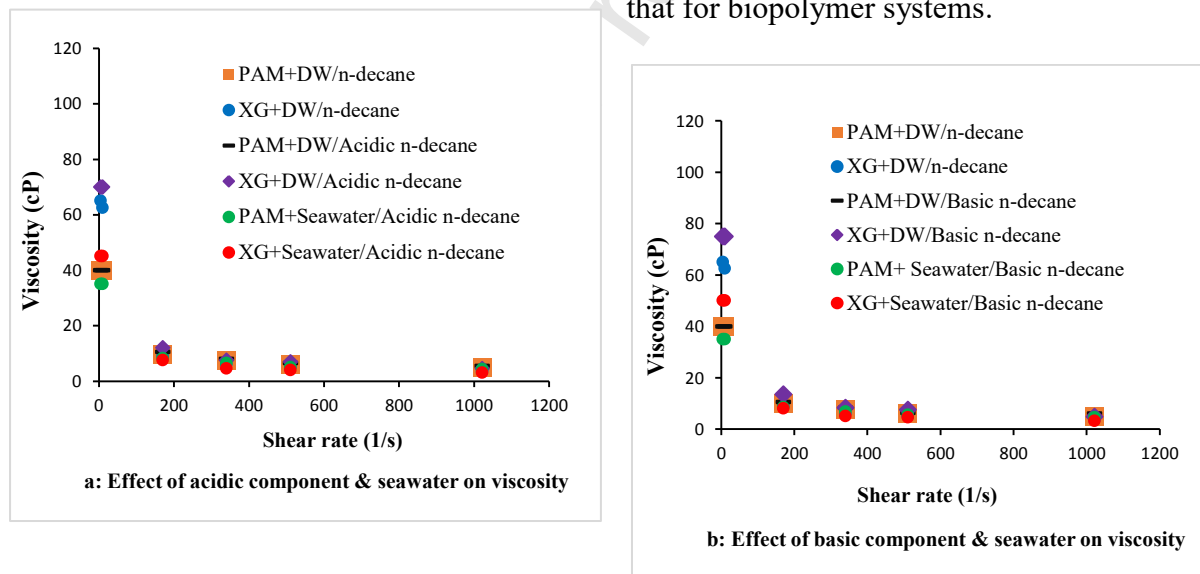 that for biopolymer systems.
120
100
80
60
40
20
0
Viscosity (cP)
PAM+DW/n-decane
XG+DW/n-decane
PAM+DW/Acidic n-decane
XG+DW/Acidic n-decane
PAM+Seawater/Acidic n-decane
XG+Seawater/Acidic n-decane
0 200 400 600 800 1000 1200
Shear rate (1/s)
a: Effect of acidic component & seawater on viscosity
120
100
80
60
40
20
0
Viscosity (cP)
PAM+DW/n-decane
XG+DW/n-decane
PAM+DW/Basic n-decane
XG+DW/Basic n-decane
PAM+ Seawater/Basic n-decane
XG+Seawater/Basic n-decane
0 200 400 600 800 1000 1200
Shear rate (1/s)
b: Effect of basic component & seawater on viscosity